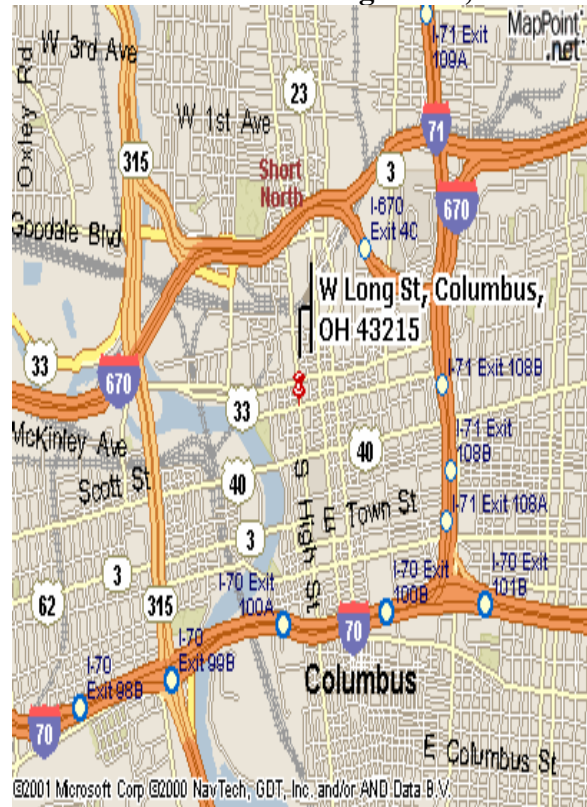 W 3rd Ave
MapPoint
.net
I-71 Exit
109A
Oxley Rd
23
W 1st Ave
71
315
Short
North
3
670
I-670
Exit 4C
Goodale Blvd
W Long St, Columbus,
OH 43215
33
670
33
I-71 Exit 108B
McKinley Ave
I-71 Exit
108B
40
Scott St
40
E Town St
I-71 Exit 108A
S High St
3
3
I-70 Exit
100A
I-70 Exit
100B
I-70 Exit
101B
62
315
70
I-70
Exit 99B
I-70
Exit 98B
Columbus
70
E Columbus St
©2001 Microsoft Corp ©2000 NavTech, GDT, Inc. and/or AND Data B.V.